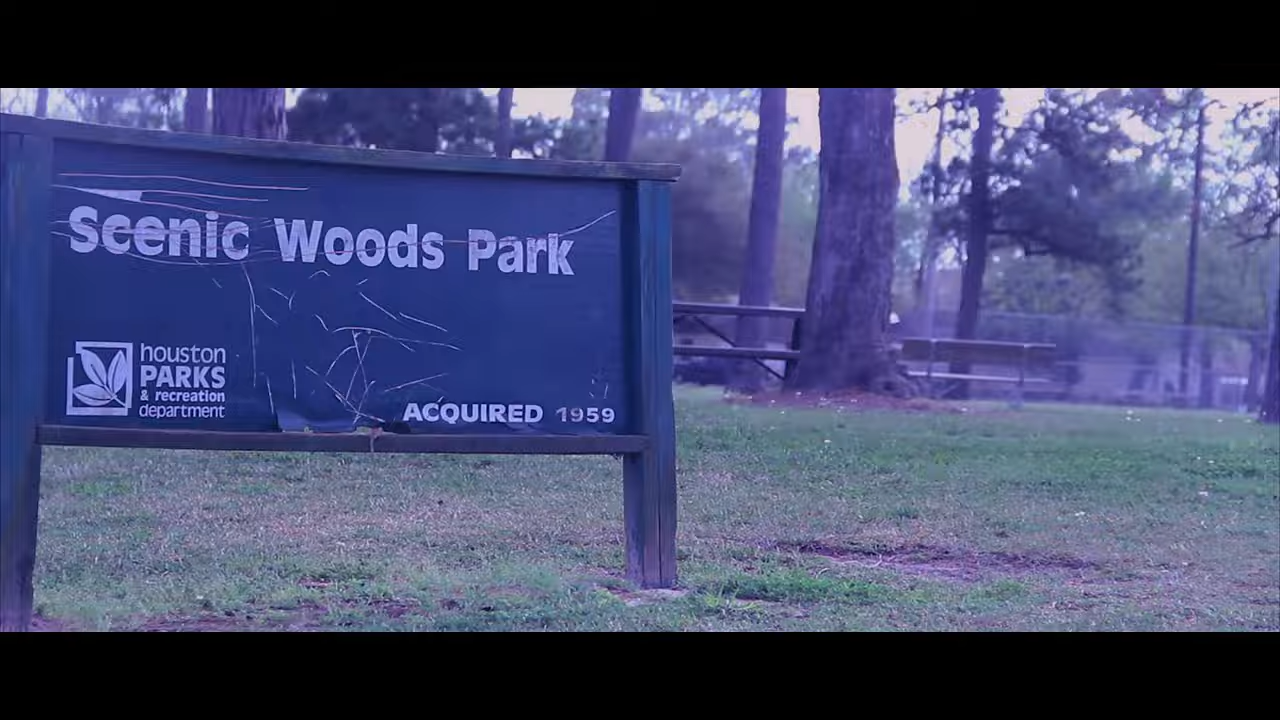 Scenic Woods Park
houston
PARKS
& recreation
department
ACQUIRED 1959